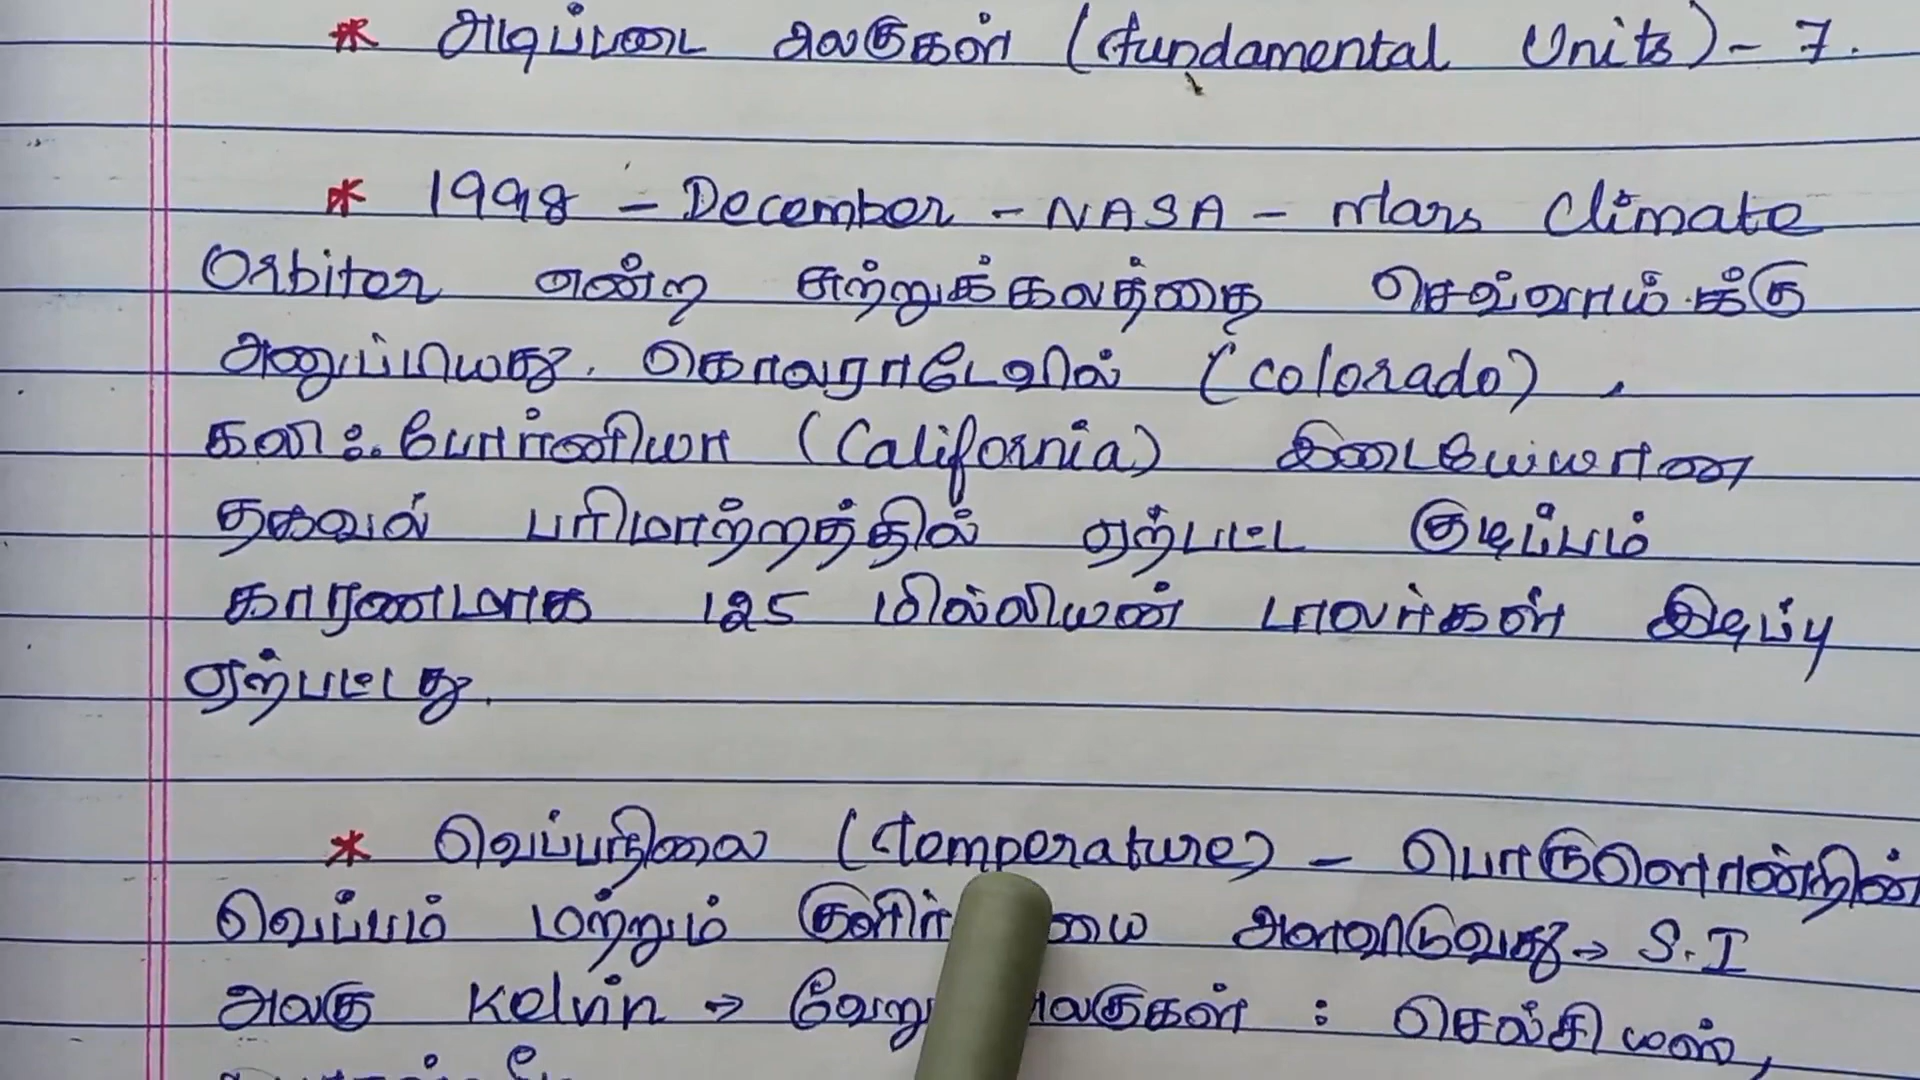 * அடிப்படை அலகுகள் (fundamental Units) - 7.
* 1998 - December - NASA - Mars Climate
Orbiter என்ற சுற்றுக்கலத்தை செவ்வாய்க்கு
அனுப்பியது. கொலராடோவில் (Colorado),
கலிஃபோர்னியா (California) இடையேயான
தகவல் பரிமாற்றத்தில் ஏற்பட்ட குழப்பம்
காரணமாக 125 மில்லியன் டாலர்கள் இழப்பு
ஏற்பட்டது.
* வெப்பநிலை (Temperature) - பொருளொன்றின்
வெப்பம் மற்றும் அளவிடுவது → S.I
அலகு Kelvin → வேறு அலகுகள் : செல்சியஸ்,